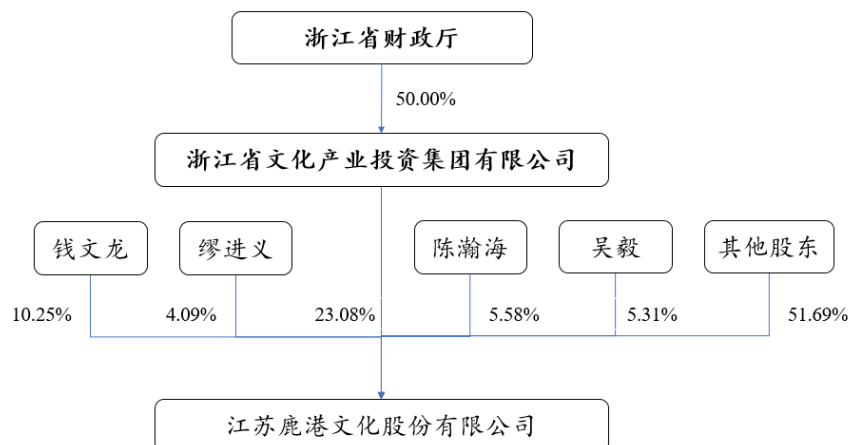 浙江省财政厅
50.00%
浙江省文化产业投资集团有限公司
钱文龙
缪进义
陈瀚海
吴毅
其他股东
10.25%
4.09%
23.08%
5.58%
5.31%
51.69%
江苏鹿港文化股份有限公司